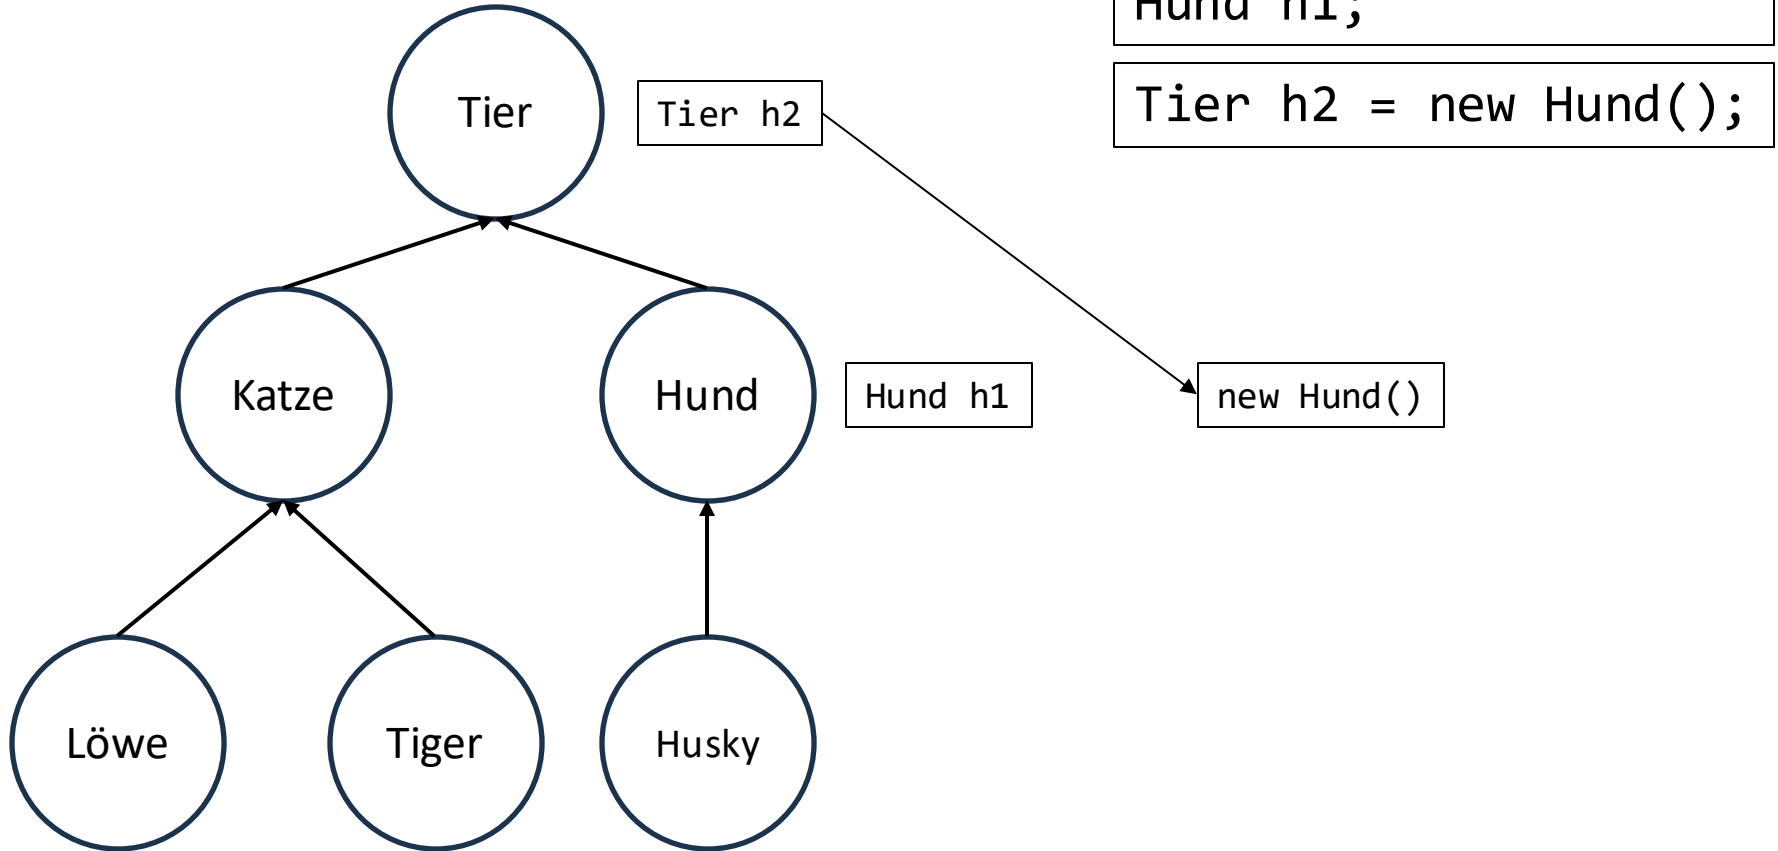 Hund h1;
Tier h2 = new Hund();
Tier
Tier h2
Katze
Hund
Hund h1
new Hund()
Löwe
Tiger
Husky